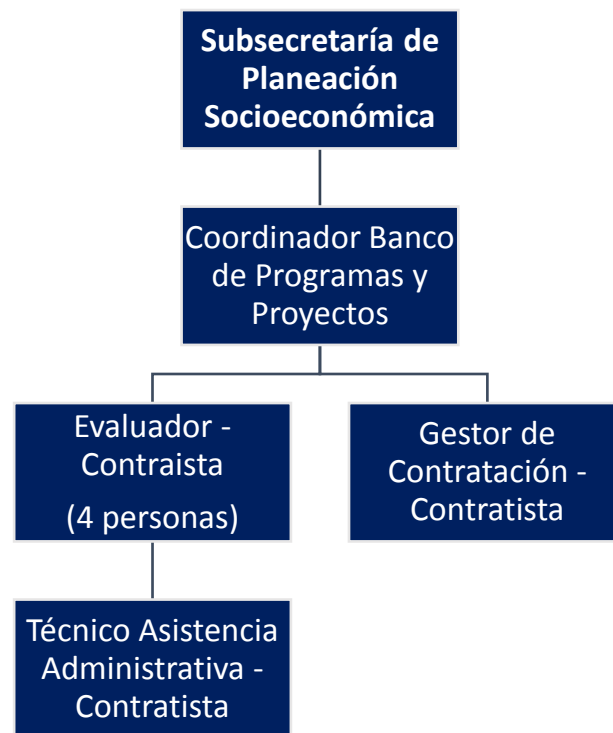 Subsecretaría de
Planeación
Socioeconómica
Coordinador Banco
de Programas y
Proyectos
Evaluador -
Contraista
(4 personas)
Gestor de
Contratación -
Contratista
Técnico Asistencia
Administrativa -
Contratista